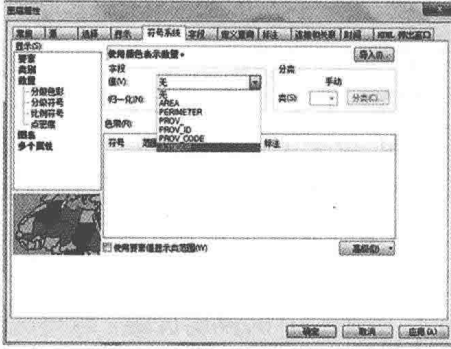 图层属性
常规 源 选择 显示 符号系统 字段 定义查询 标注 连接和关联 时间 HTML 弹出窗口
显示(S):
要素
类别
数量
分级色彩
分级符号
比例符号
点密度
图表
多个属性
使用颜色表示数量。
导入(I)...
字段
值(V): 无
归一化(N):
无
AREA
PERIMETER
PROV_
PROV_ID
PROV_CODE
分类
手动
类(S):
分类(C)...
色带(R):
符号 范围 标注
使用要素值显示类范围(W)
高级(D)
确定 取消 应用(A)